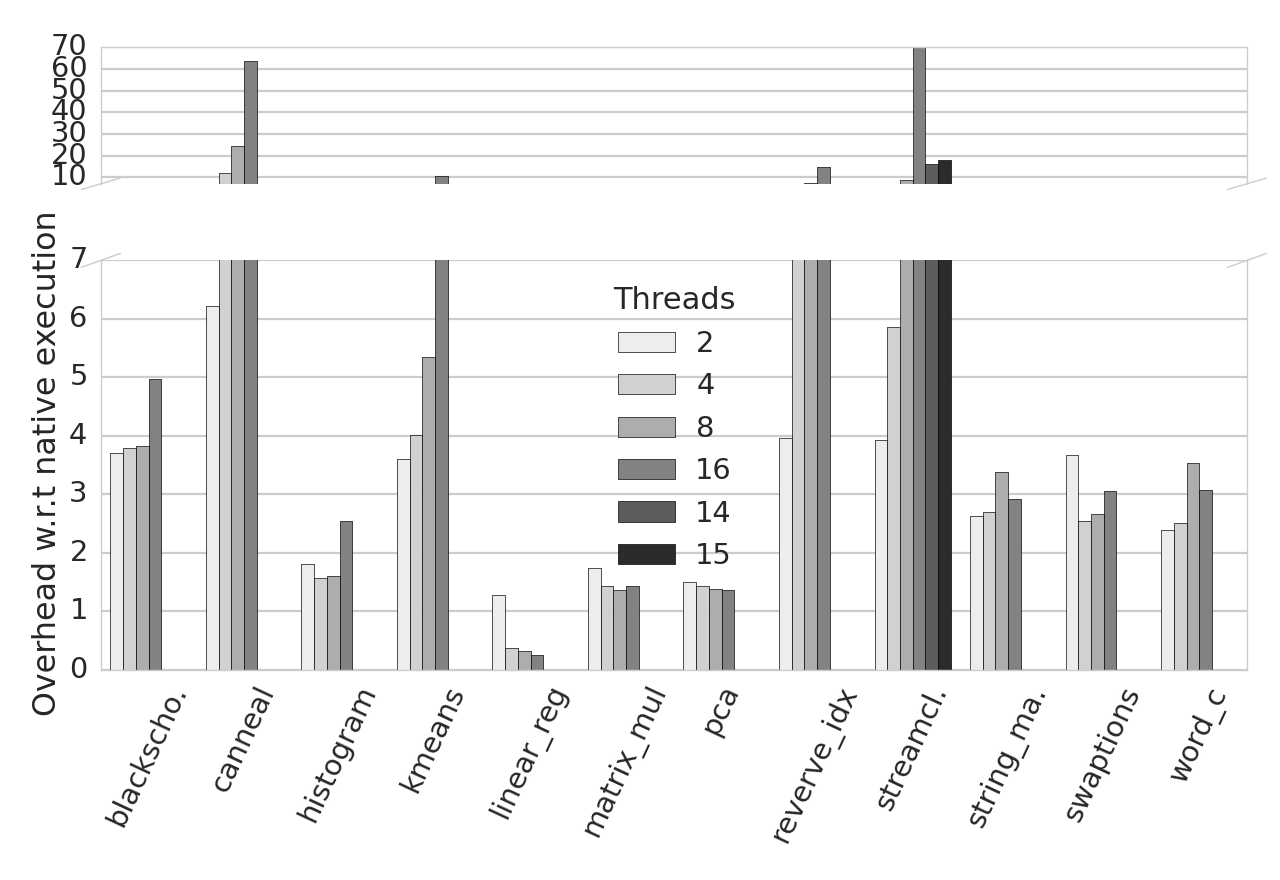 70
60
50
40
30
20
10
Overhead w.r.t native execution
7
6
5
4
3
2
1
0
Threads
2
4
8
16
14
15
blackscho.
canneal
histogram
kmeans
linear_reg
matrix_mul
pca
reverve_idx
streamcl.
string_ma.
swaptions
word_c